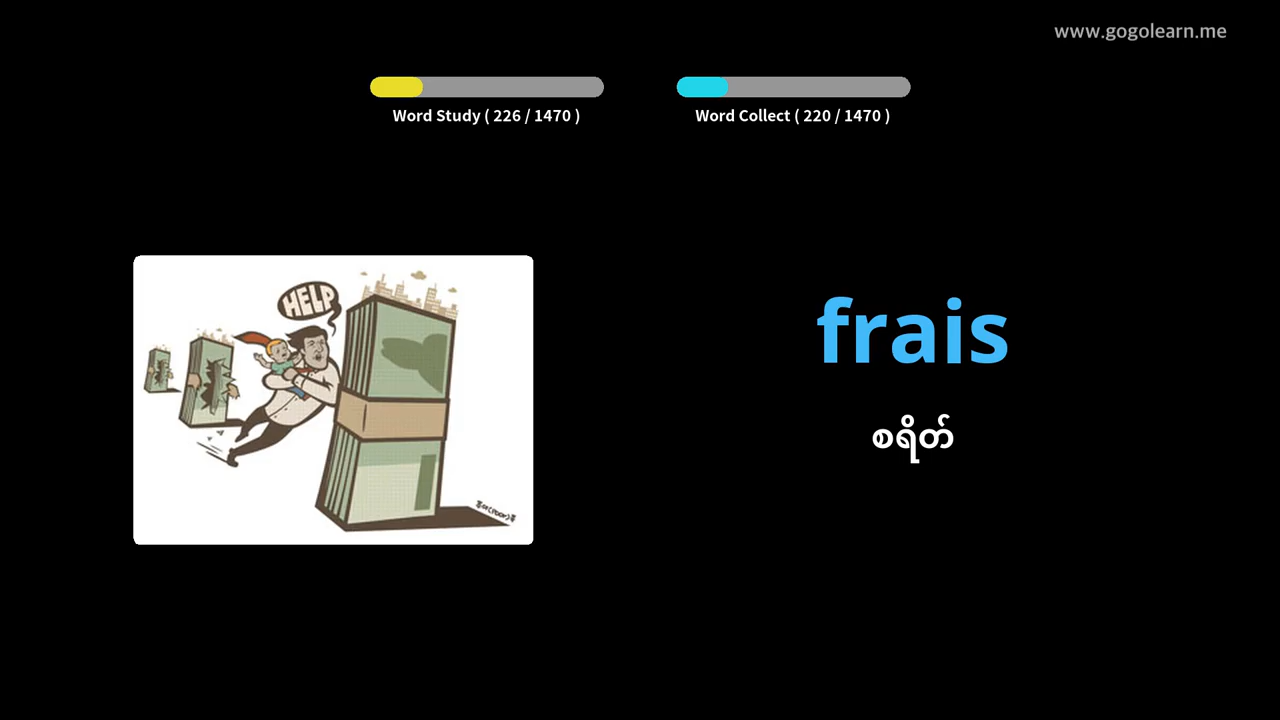 www.gogolearn.me
Word Study ( 226 / 1470 )
Word Collect ( 220 / 1470 )
HELP
frais
စရိတ်